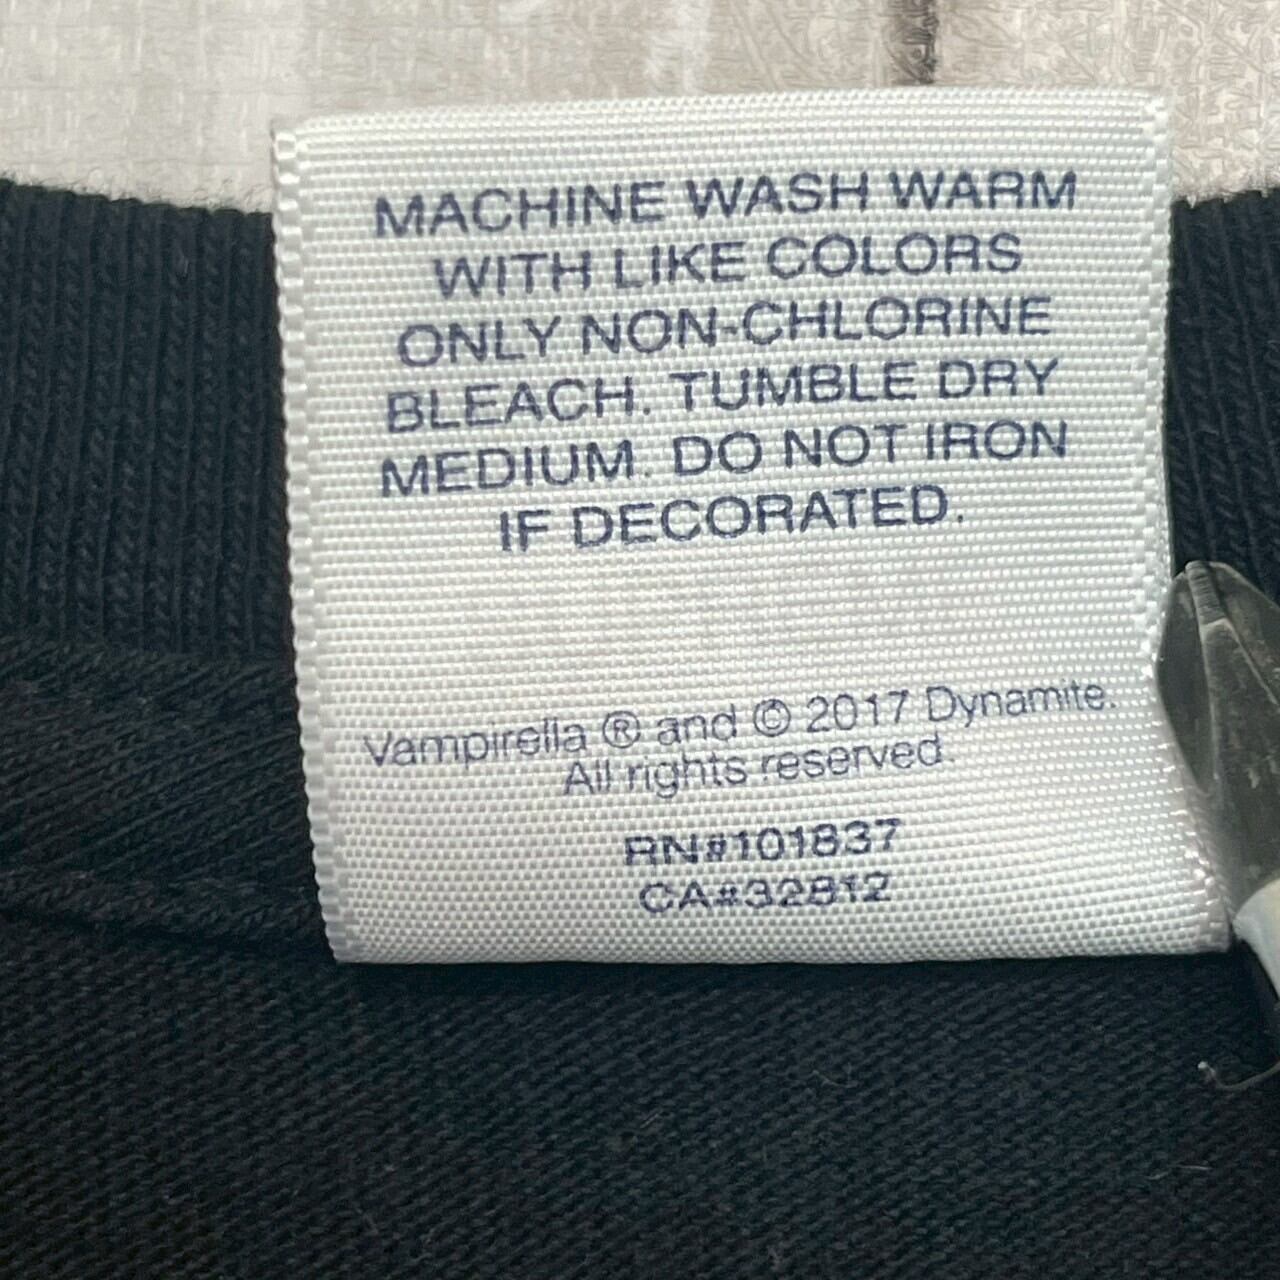 MACHINE WASH WARM
WITH LIKE COLORS
ONLY NON-CHLORINE
BLEACH. TUMBLE DRY
MEDIUM. DO NOT IRON
IF DECORATED.
Vampirella ® and © 2017 Dynamite.
All rights reserved.
RN#101837
CA#32812